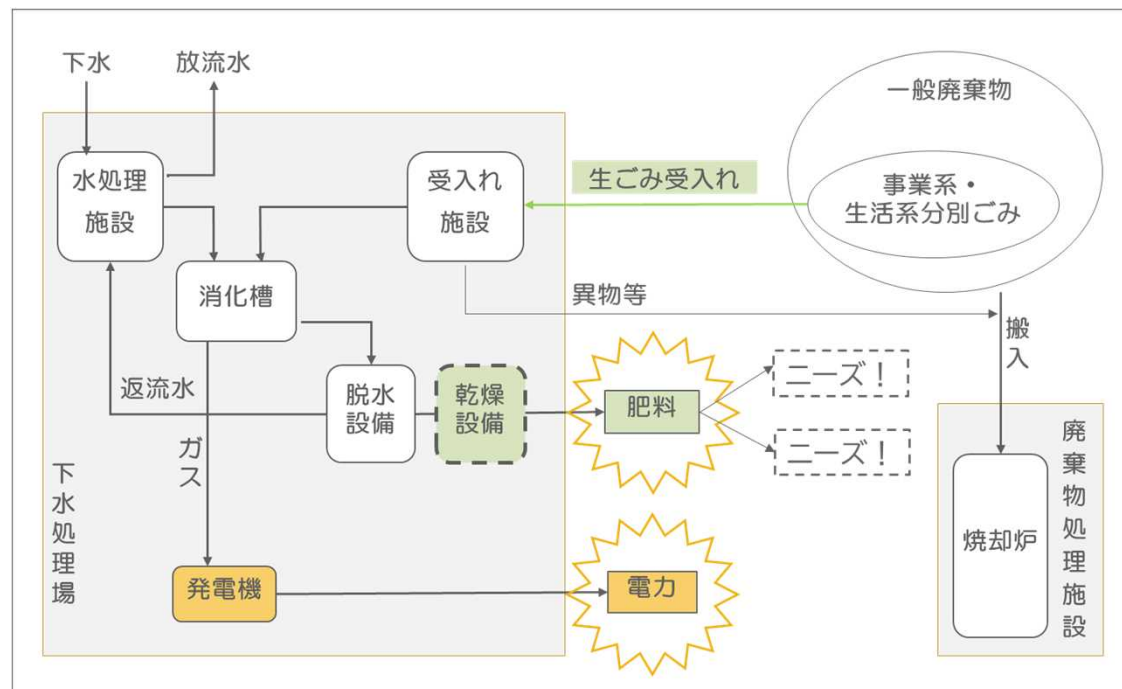 下水
放流水
一般廃棄物
水処理
施設
受入れ
施設
生ごみ受入れ
事業系・
生活系分別ごみ
消化槽
異物等
搬入
返流水
脱水
設備
乾燥
設備
肥料
ニーズ！
ニーズ！
ガス
下水処理場
発電機
電力
焼却炉
廃棄物処理施設